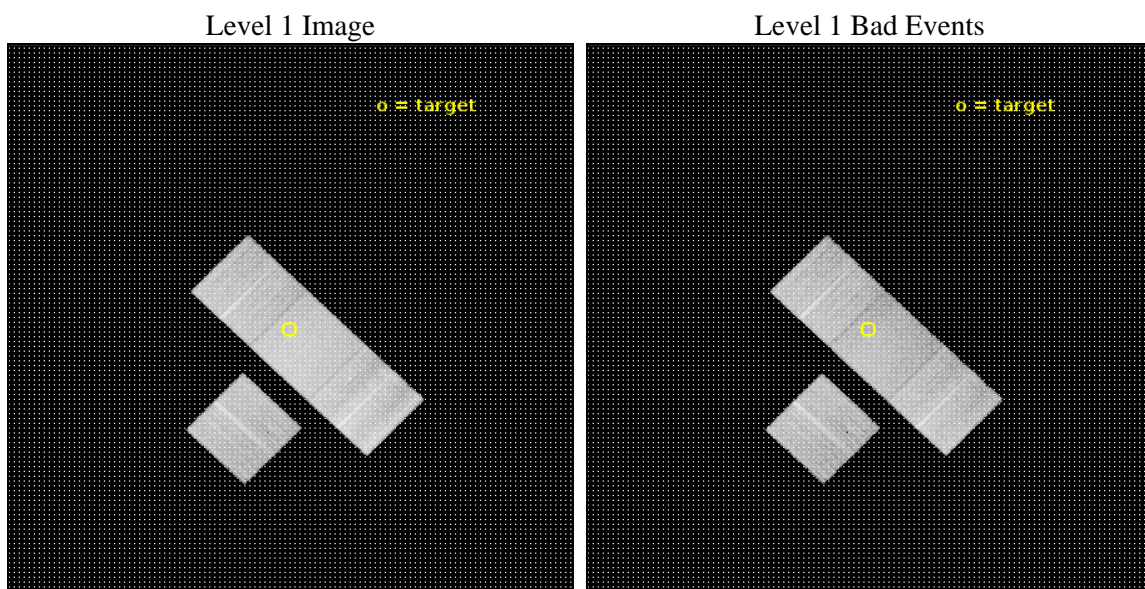 Level 1 Image
Level 1 Bad Events
o = target
o = target